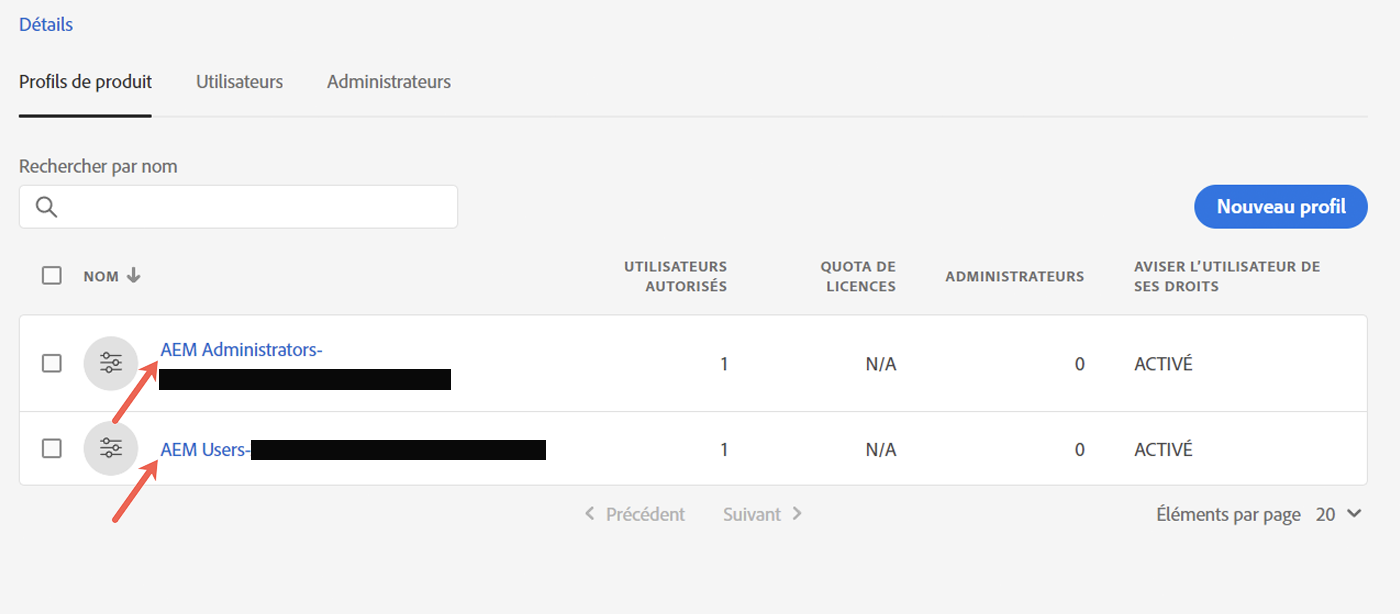 Détails
Profils de produit Utilisateurs Administrateurs
Rechercher par nom
Nouveau profil
NOM UTILISATEURS AUTORISÉS QUOTA DE LICENCES ADMINISTRATEURS AVISER L'UTILISATEUR DE SES DROITS
AEM Administrators- 1 N/A 0 ACTIVÉ
AEM Users- 1 N/A 0 ACTIVÉ
Précédent Suivant Éléments par page 20